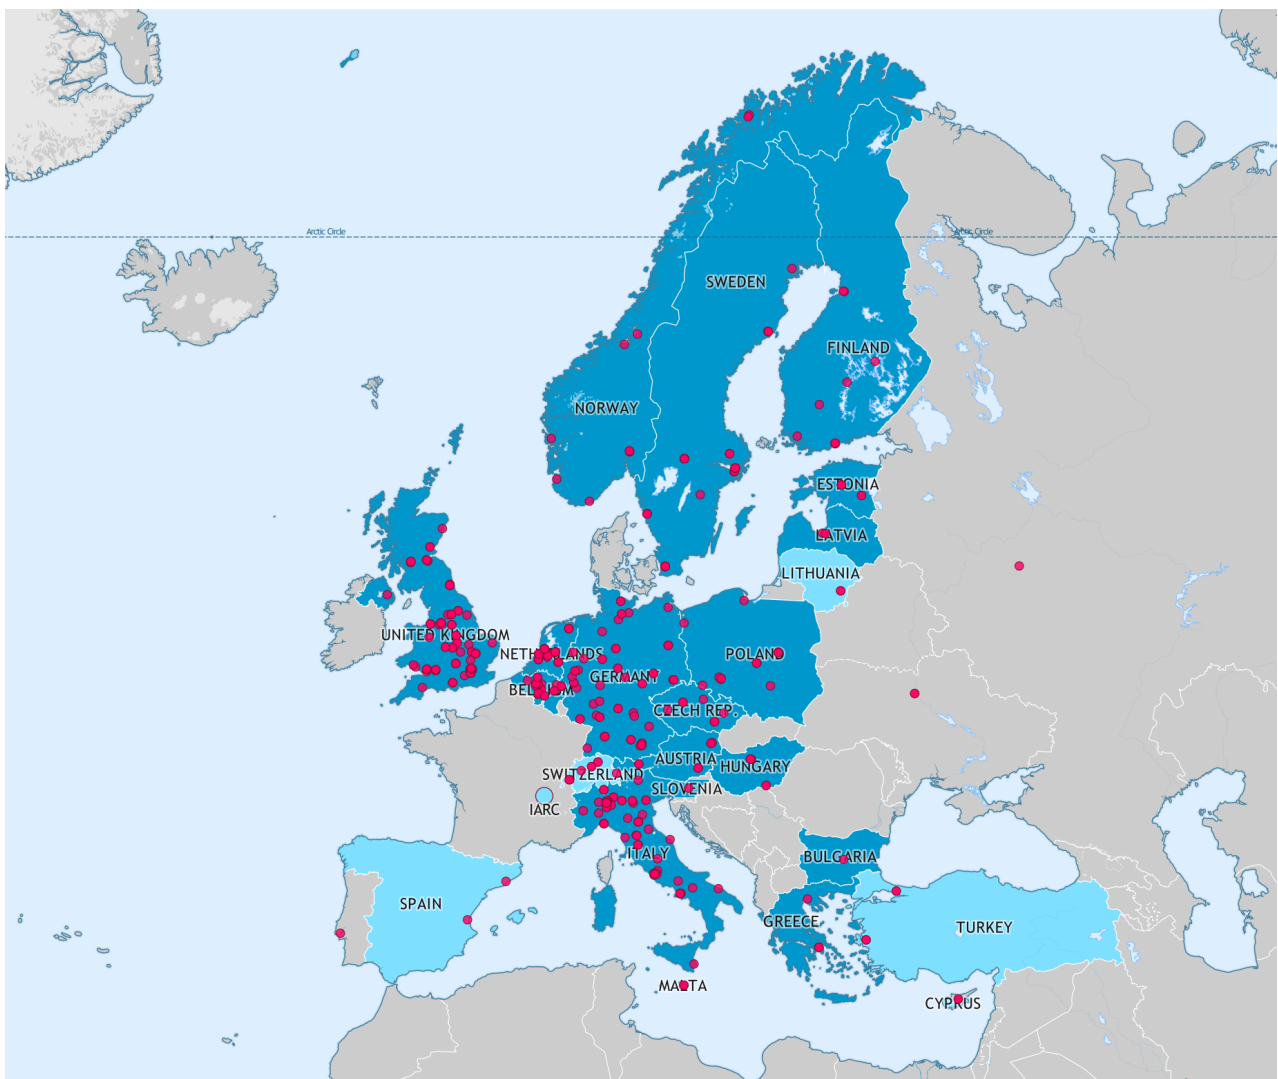 Arctic Circle
Arctic Circle
SWEDEN
FINLAND
NORWAY
ESTONIA
LATVIA
LITHUANIA
UNITED KINGDOM
NETHERLANDS
POLAND
GERMANY
BELGIUM
CZECH REP.
AUSTRIA
HUNGARY
SWITZERLAND
SLOVENIA
IARC
ITALY
BULGARIA
SPAIN
GREECE
TURKEY
MALTA
CYPRUS